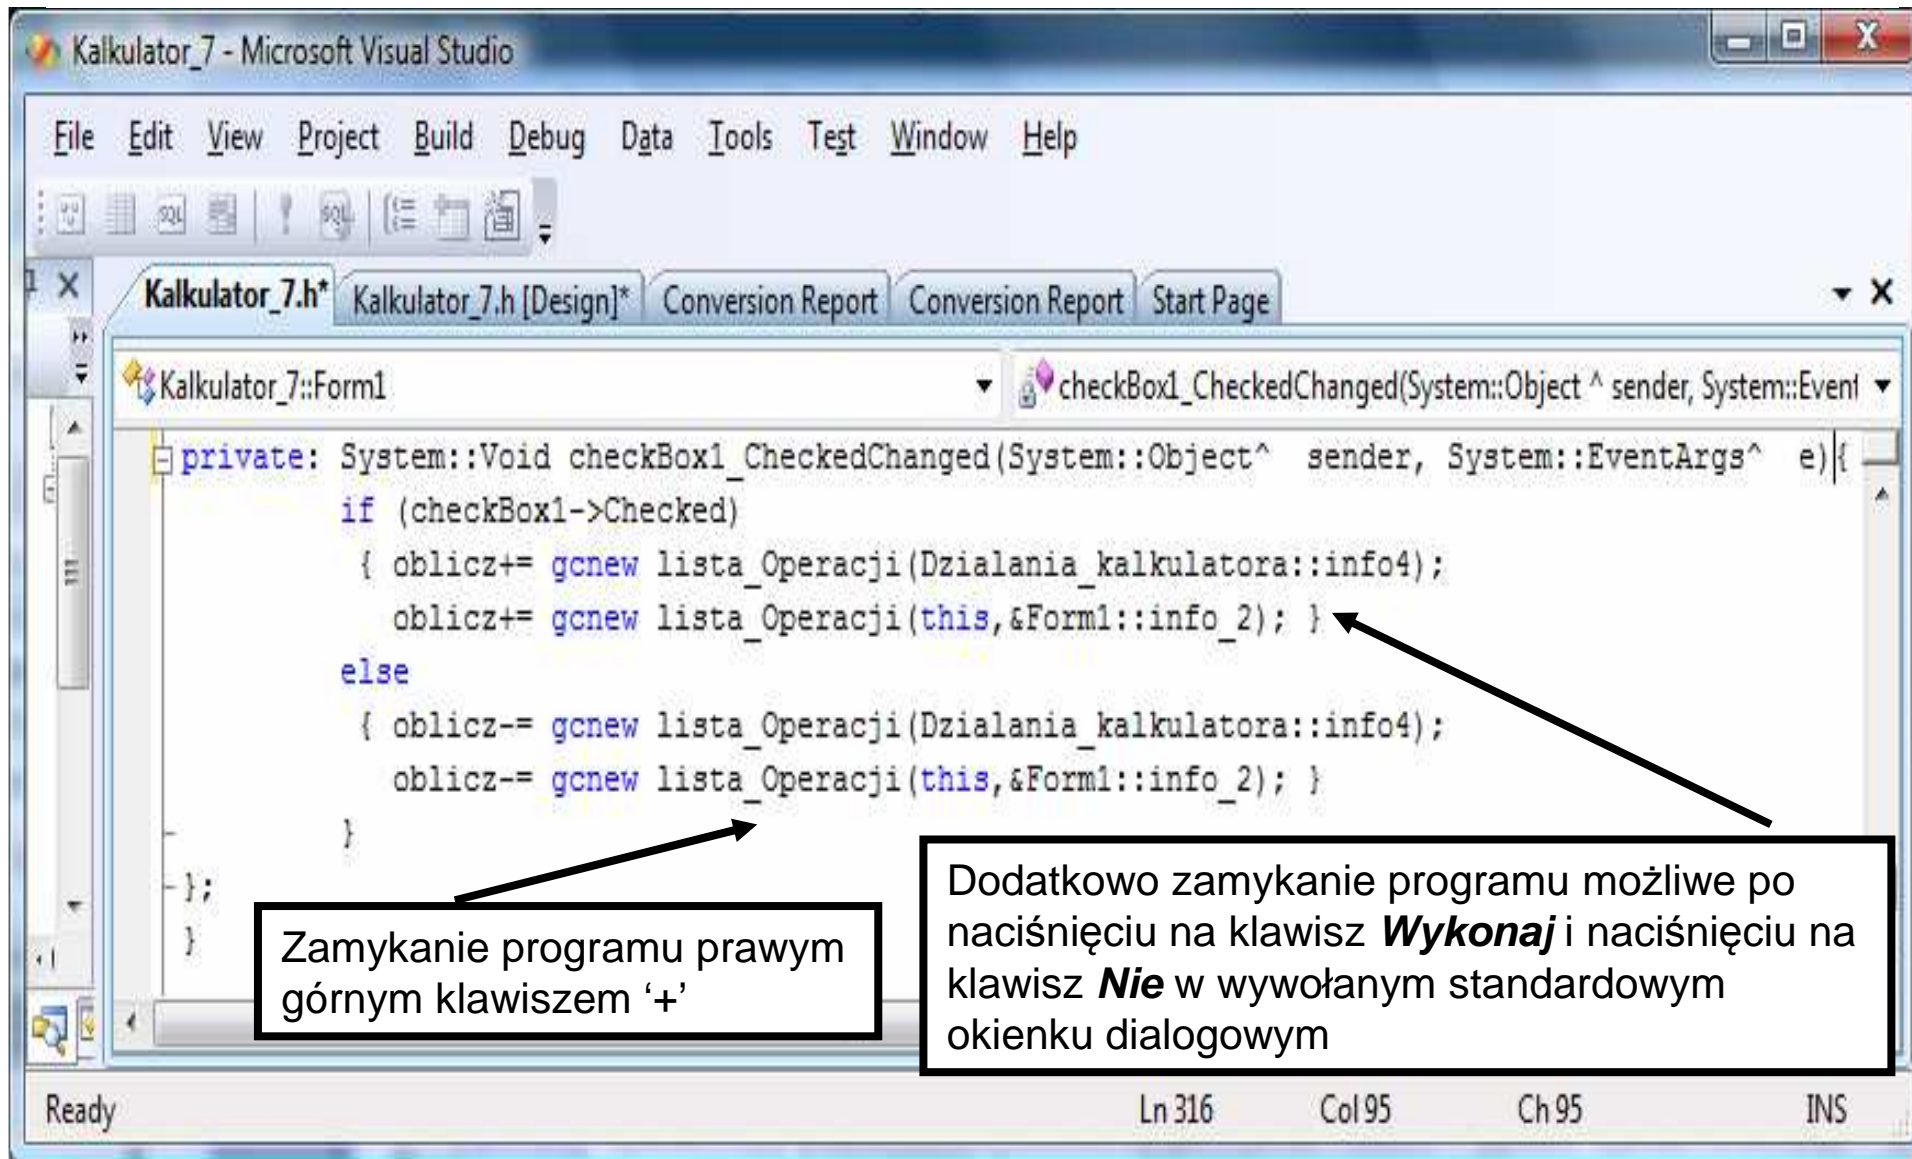 Kalkulator_7 - Microsoft Visual Studio
File Edit View Project Build Debug Data Tools Test Window Help
Kalkulator_7.h* Kalkulator_7.h [Design]* Conversion Report Conversion Report Start Page
Kalkulator_7::Form1 checkBox1_CheckedChanged(System::Object ^ sender, System::Event
private: System::Void checkBox1_CheckedChanged(System::Object^ sender, System::EventArgs^ e){
if (checkBox1->Checked)
{ oblicz+= gcnew lista_Operacji(Dzialania_kalkulatora::info4);
oblicz+= gcnew lista_Operacji(this,&Form1::info_2); }
else
{ oblicz-= gcnew lista_Operacji(Dzialania_kalkulatora::info4);
oblicz-= gcnew lista_Operacji(this,&Form1::info_2); }
}
};
}
Zamykanie programu prawym
górnym klawiszem ‘+’
Dodatkowo zamykanie programu możliwe po
naciśnięciu na klawisz Wykonaj i naciśnięciu na
klawisz Nie w wywołanym standardowym
okienku dialogowym
Ready Ln 316 Col 95 Ch 95 INS